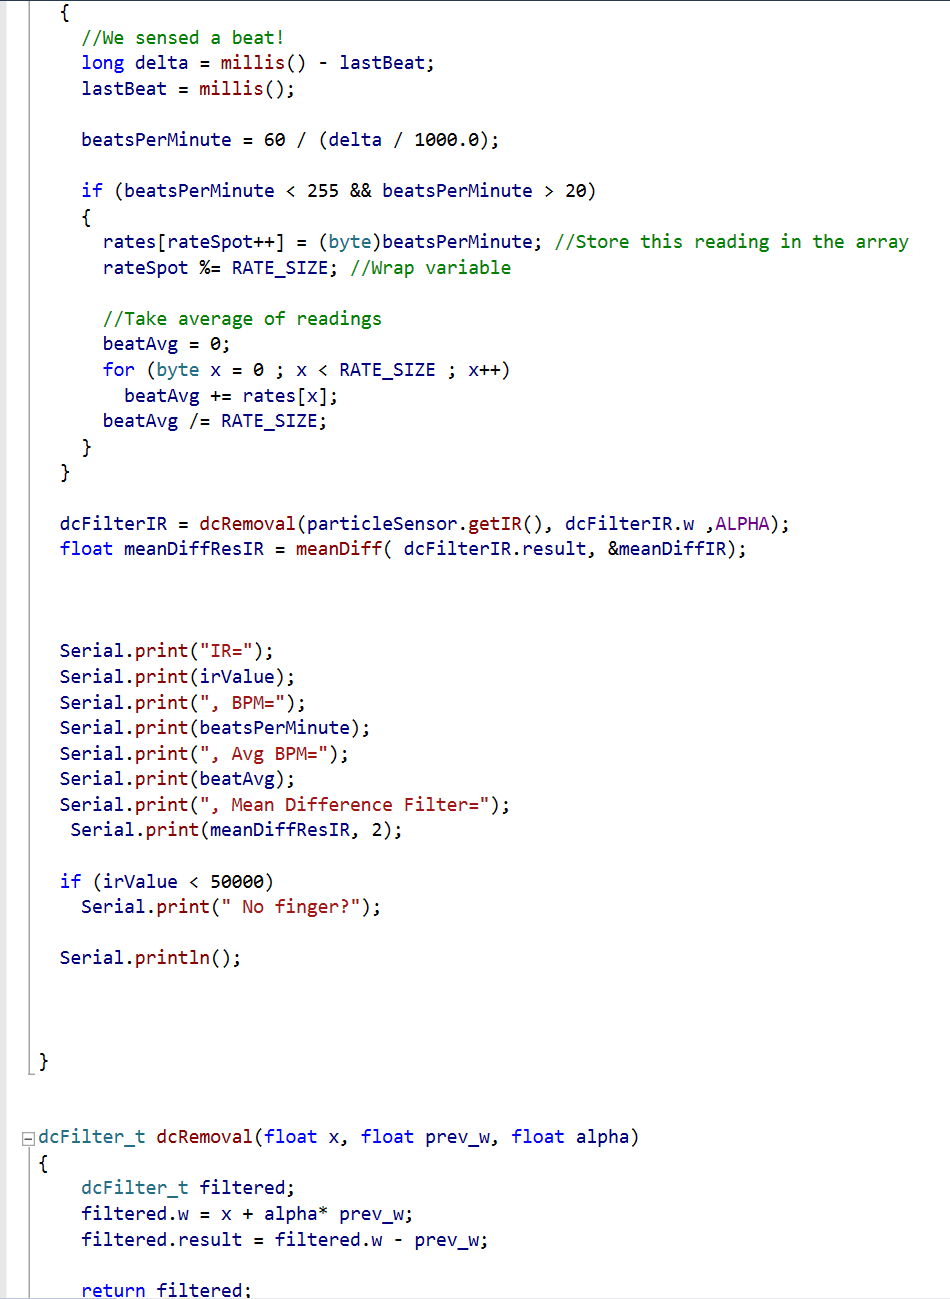 {
//We sensed a beat!
long delta = millis() - lastBeat;
lastBeat = millis();
beatsPerMinute = 60 / (delta / 1000.0);
if (beatsPerMinute < 255 && beatsPerMinute > 20)
{
rates[rateSpot++] = (byte)beatsPerMinute; //Store this reading in the array
rateSpot %= RATE_SIZE; //Wrap variable
//Take average of readings
beatAvg = 0;
for (byte x = 0 ; x < RATE_SIZE ; x++)
beatAvg += rates[x];
beatAvg /= RATE_SIZE;
}
}
dcFilterIR = dcRemoval(particleSensor.getIR(), dcFilterIR.w ,ALPHA);
float meanDiffResIR = meanDiff( dcFilterIR.result, &meanDiffIR);
Serial.print("IR=");
Serial.print(irValue);
Serial.print(", BPM=");
Serial.print(beatsPerMinute);
Serial.print(", Avg BPM=");
Serial.print(beatAvg);
Serial.print(", Mean Difference Filter=");
Serial.print(meanDiffResIR, 2);
if (irValue < 50000)
Serial.print(" No finger?");
Serial.println();
}
dcFilter_t dcRemoval(float x, float prev_w, float alpha)
{
dcFilter_t filtered;
filtered.w = x + alpha* prev_w;
filtered.result = filtered.w - prev_w;
return filtered;